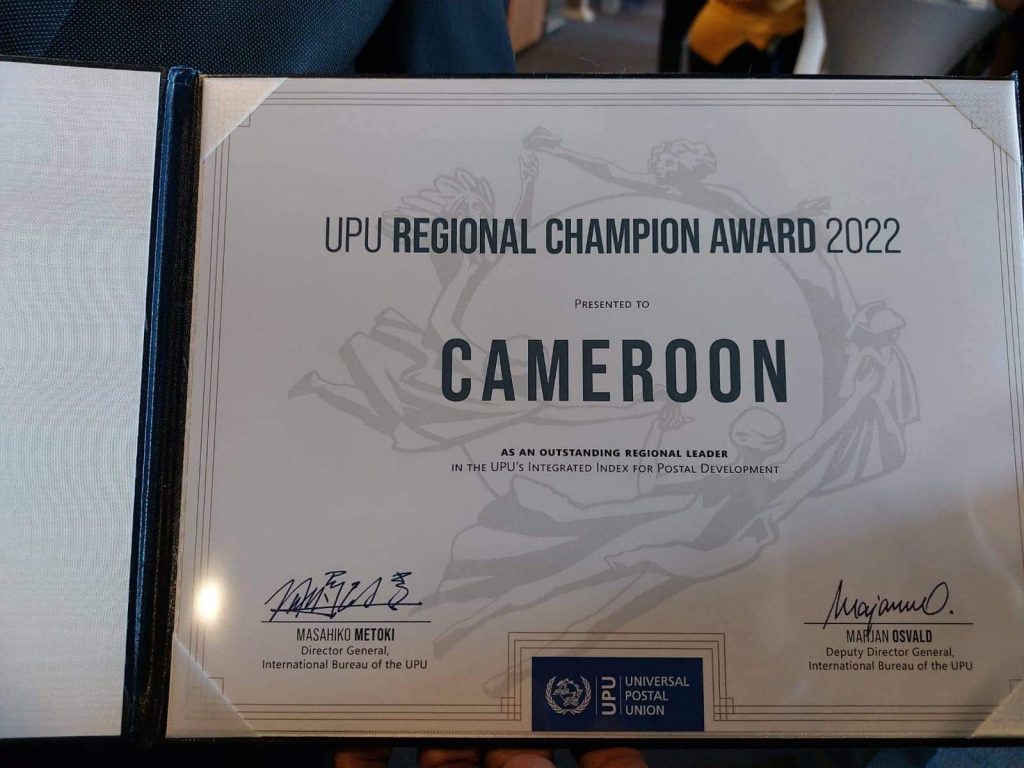 UPU REGIONAL CHAMPION AWARD 2022
PRESENTED TO
CAMEROON
AS AN OUTSTANDING REGIONAL LEADER
IN THE UPU'S INTEGRATED INDEX FOR POSTAL DEVELOPMENT
MASAHIKO METOKI
Director General,
International Bureau of the UPU
MARJAN OSVALD
Deputy Director General,
International Bureau of the UPU
UPU
UNIVERSAL
POSTAL
UNION